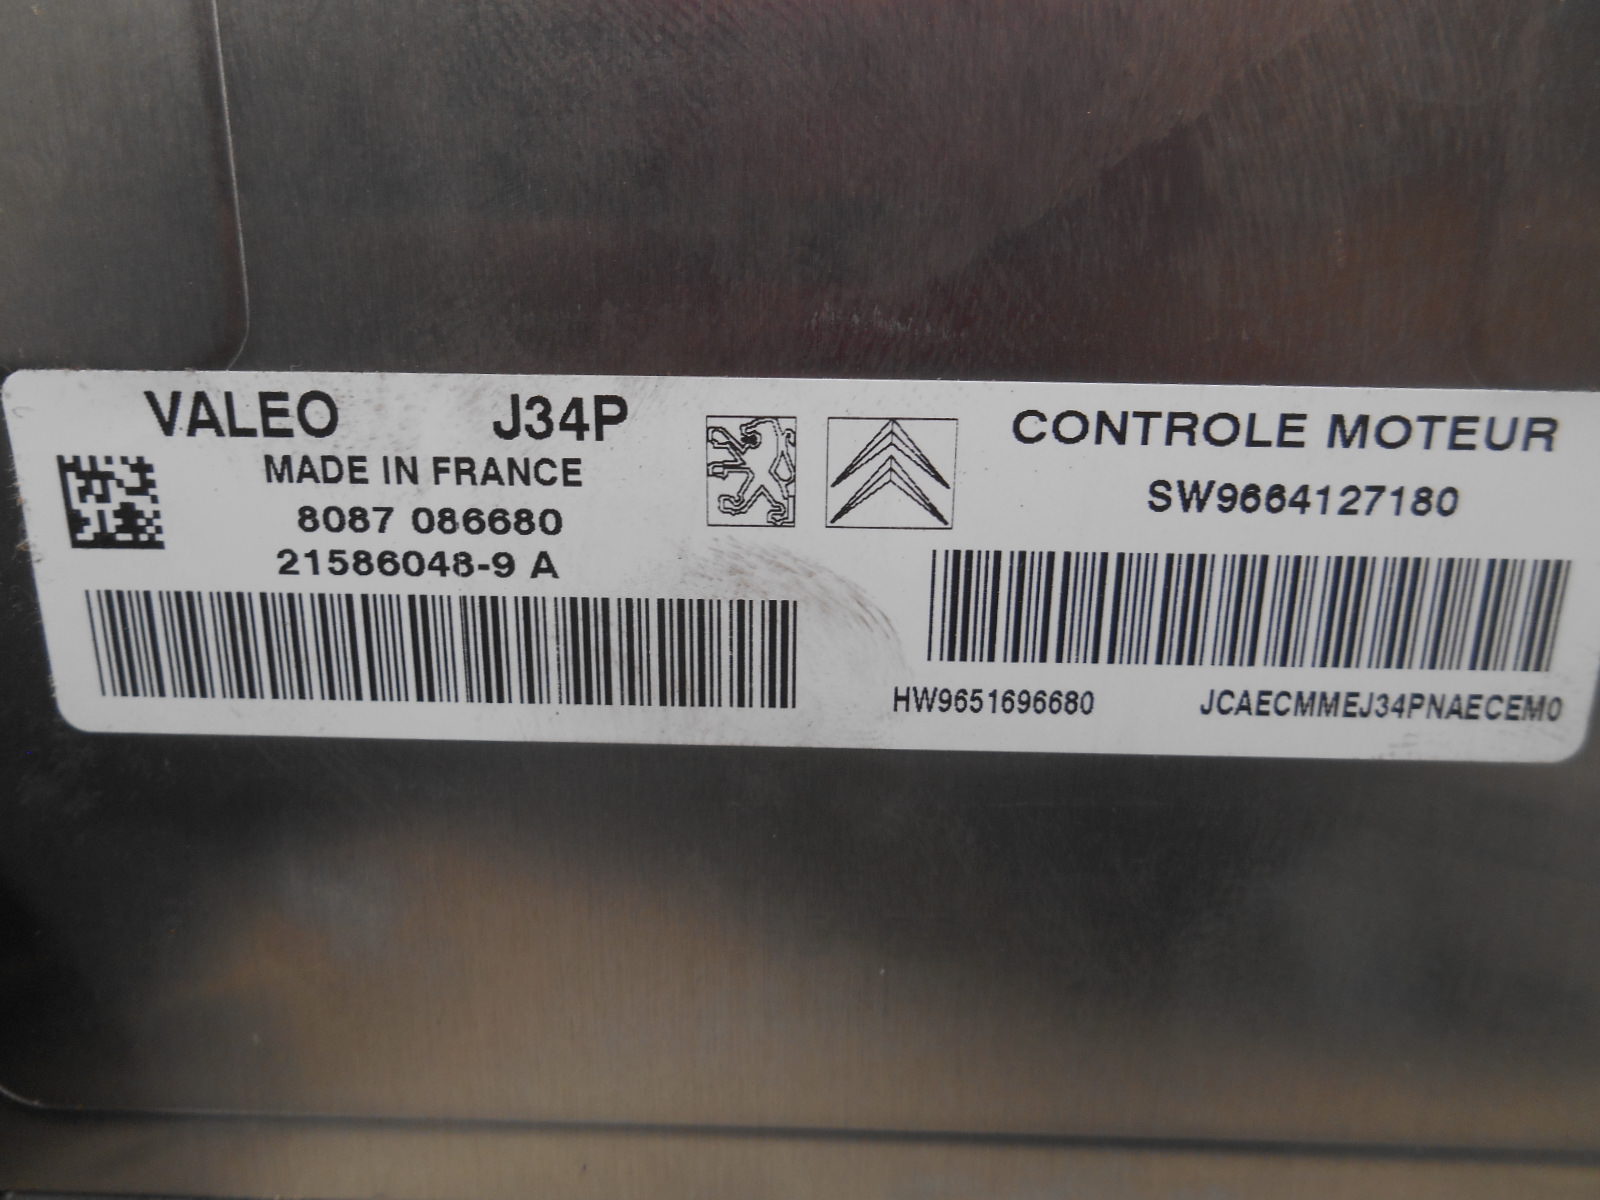 VALEO J34P
MADE IN FRANCE
8087 086680
21586048-9 A
CONTROLE MOTEUR
SW9664127180
HW9651696680 JCAECMMEJ34PNAECEM0